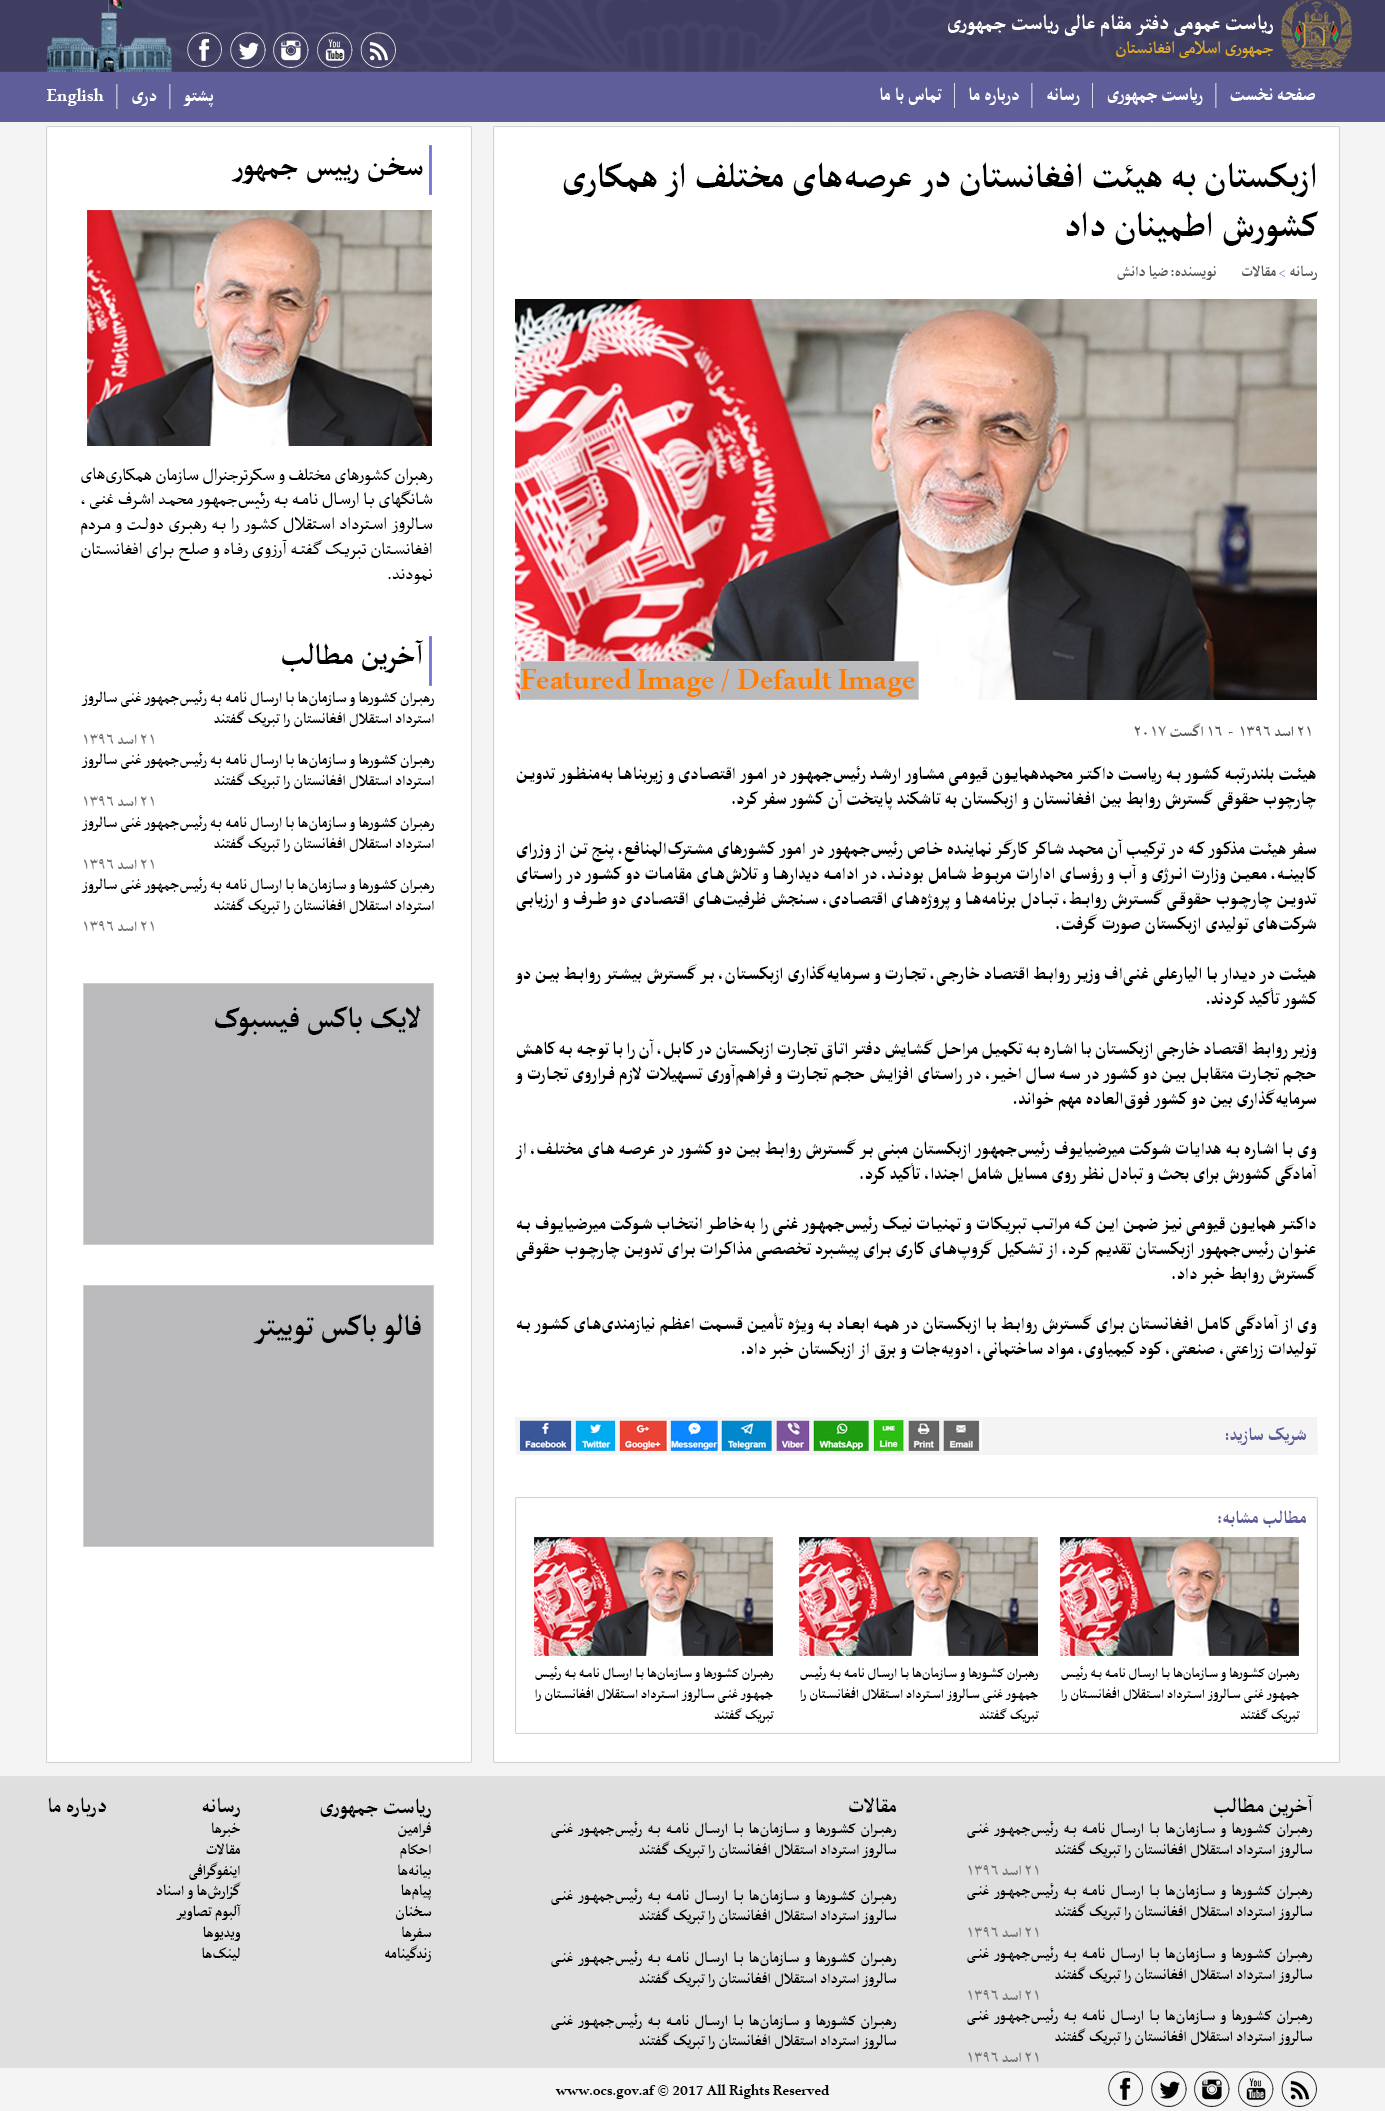 ریاست عمومی دفتر مقام عالی ریاست جمهوری
جمهوری اسلامی افغانستان
صفحه نخست
ریاست جمهوری
رسانه
درباره ما
تماس با ما
پشتو
دری
English
ازبکستان به هیئت افغانستان در عرصه‌های مختلف از همکاری
کشورش اطمینان داد
رسانه > مقالات نویسنده: ضیا دانش
Featured Image / Default Image
۲۱ اسد ۱۳۹۶ - ۱۶ اگست ۲۰۱۷
هیئت بلندرتبه کشور به ریاست داکتر محمدهمایون قیومی مشاور ارشد رئیس‌جمهور در امور اقتصادی و زیربناها به‌منظور تدوین
چارچوب حقوقی گسترش روابط بین افغانستان و ازبکستان به تاشکند پایتخت آن کشور سفر کرد.
سفر هیئت مذکور که در ترکیب آن محمد شاکر کارگر نماینده خاص رئیس‌جمهور در امور کشورهای مشترک‌المنافع، پنج تن از وزرای
کابینه، معین وزارت انرژی و آب و رؤسای ادارات مربوط شامل بودند، در ادامه دیدارها و تلاش‌های مقامات دو کشور در راستای
تدوین چارچوب حقوقی گسترش روابط، تبادل برنامه‌ها و پروژه‌های اقتصادی، سنجش ظرفیت‌های اقتصادی دو طرف و ارزیابی
شرکت‌های تولیدی ازبکستان صورت گرفت.
هیئت در دیدار با الیارعلی غنی‌اف وزیر روابط اقتصاد خارجی، تجارت و سرمایه‌گذاری ازبکستان، بر گسترش بیشتر روابط بین دو
کشور تأکید کردند.
وزیر روابط اقتصاد خارجی ازبکستان با اشاره به تکمیل مراحل گشایش دفتر اتاق تجارت ازبکستان در کابل، آن را با توجه به کاهش
حجم تجارت متقابل بین دو کشور در سه سال اخیر، در راستای افزایش حجم تجارت و فراهم‌آوری تسهیلات لازم فراروی تجارت و
سرمایه‌گذاری بین دو کشور فوق‌العاده مهم خواند.
وی با اشاره به هدایات شوکت میرضیایوف رئیس‌جمهور ازبکستان مبنی بر گسترش روابط بین دو کشور در عرصه های مختلف، از
آمادگی کشورش برای بحث و تبادل نظر روی مسایل شامل اجندا، تأکید کرد.
داکتر همایون قیومی نیز ضمن این که مراتب تبریکات و تمنیات نیک رئیس‌جمهور غنی را به‌خاطر انتخاب شوکت میرضیایوف به
عنوان رئیس‌جمهور ازبکستان تقدیم کرد، از تشکیل گروپ‌های کاری برای پیشبرد تخصصی مذاکرات برای تدوین چارچوب حقوقی
گسترش روابط خبر داد.
وی از آمادگی کامل افغانستان برای گسترش روابط با ازبکستان در همه ابعاد به ویژه تأمین قسمت اعظم نیازمندی‌های کشور به
تولیدات زراعتی، صنعتی، کود کیمیاوی، مواد ساختمانی، ادویه‌جات و برق از ازبکستان خبر داد.
شریک سازید:
Facebook
Twitter
Google+
Messenger
Telegram
Viber
WhatsApp
Line
Print
Email
مطالب مشابه:
رهبران کشورها و سازمان‌ها با ارسال نامه به رئیس
جمهور غنی سالروز استرداد استقلال افغانستان را
تبریک گفتند
رهبران کشورها و سازمان‌ها با ارسال نامه به رئیس
جمهور غنی سالروز استرداد استقلال افغانستان را
تبریک گفتند
رهبران کشورها و سازمان‌ها با ارسال نامه به رئیس
جمهور غنی سالروز استرداد استقلال افغانستان را
تبریک گفتند
سخن رییس جمهور
رهبران کشورهای مختلف و سکرترجنرال سازمان همکاری‌های
شانگهای با ارسال نامه به رئیس‌جمهور محمد اشرف غنی ،
سالروز استرداد استقلال کشور را به رهبری دولت و مردم
افغانستان تبریک گفته آرزوی رفاه و صلح برای افغانستان
نمودند.
آخرین مطالب
رهبران کشورها و سازمان‌ها با ارسال نامه به رئیس‌جمهور غنی سالروز
استرداد استقلال افغانستان را تبریک گفتند
۲۱ اسد ۱۳۹۶
رهبران کشورها و سازمان‌ها با ارسال نامه به رئیس‌جمهور غنی سالروز
استرداد استقلال افغانستان را تبریک گفتند
۲۱ اسد ۱۳۹۶
رهبران کشورها و سازمان‌ها با ارسال نامه به رئیس‌جمهور غنی سالروز
استرداد استقلال افغانستان را تبریک گفتند
۲۱ اسد ۱۳۹۶
رهبران کشورها و سازمان‌ها با ارسال نامه به رئیس‌جمهور غنی سالروز
استرداد استقلال افغانستان را تبریک گفتند
۲۱ اسد ۱۳۹۶
لایک باکس فیسبوک
فالو باکس توییتر
آخرین مطالب
رهبران کشورها و سازمان‌ها با ارسال نامه به رئیس‌جمهور غنی
سالروز استرداد استقلال افغانستان را تبریک گفتند
۲۱ اسد ۱۳۹۶
رهبران کشورها و سازمان‌ها با ارسال نامه به رئیس‌جمهور غنی
سالروز استرداد استقلال افغانستان را تبریک گفتند
۲۱ اسد ۱۳۹۶
رهبران کشورها و سازمان‌ها با ارسال نامه به رئیس‌جمهور غنی
سالروز استرداد استقلال افغانستان را تبریک گفتند
۲۱ اسد ۱۳۹۶
رهبران کشورها و سازمان‌ها با ارسال نامه به رئیس‌جمهور غنی
سالروز استرداد استقلال افغانستان را تبریک گفتند
۲۱ اسد ۱۳۹۶
مقالات
رهبران کشورها و سازمان‌ها با ارسال نامه به رئیس‌جمهور غنی
سالروز استرداد استقلال افغانستان را تبریک گفتند
رهبران کشورها و سازمان‌ها با ارسال نامه به رئیس‌جمهور غنی
سالروز استرداد استقلال افغانستان را تبریک گفتند
رهبران کشورها و سازمان‌ها با ارسال نامه به رئیس‌جمهور غنی
سالروز استرداد استقلال افغانستان را تبریک گفتند
رهبران کشورها و سازمان‌ها با ارسال نامه به رئیس‌جمهور غنی
سالروز استرداد استقلال افغانستان را تبریک گفتند
ریاست جمهوری
فرامین
احکام
بیانه‌ها
پیام‌ها
سخنان
سفرها
زندگینامه
رسانه
خبرها
مقالات
اینفوگرافی
گزارش‌ها و اسناد
آلبوم تصاویر
ویدیوها
لینک‌ها
درباره ما
www.ocs.gov.af © 2017 All Rights Reserved
You Tube